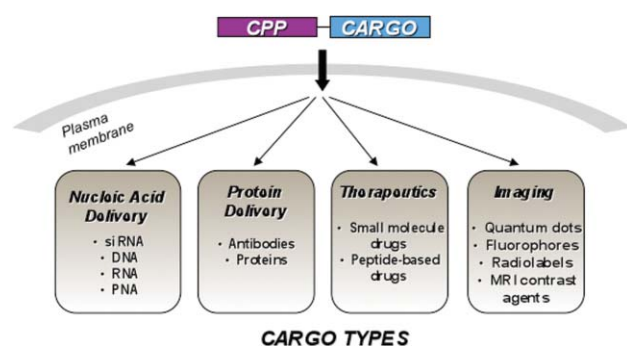 CPP CARGO
Plasma
membrane
Nucleic Acid
Delivery
• siRNA
• DNA
• RNA
• PNA
Protein
Delivery
• Antibodies
• Proteins
Therapeutics
• Small molecule
drugs
• Peptide-based
drugs
Imaging
• Quantum dots
• Fluorophores
• Radiolabels
• MRI contrast
agents
CARGO TYPES